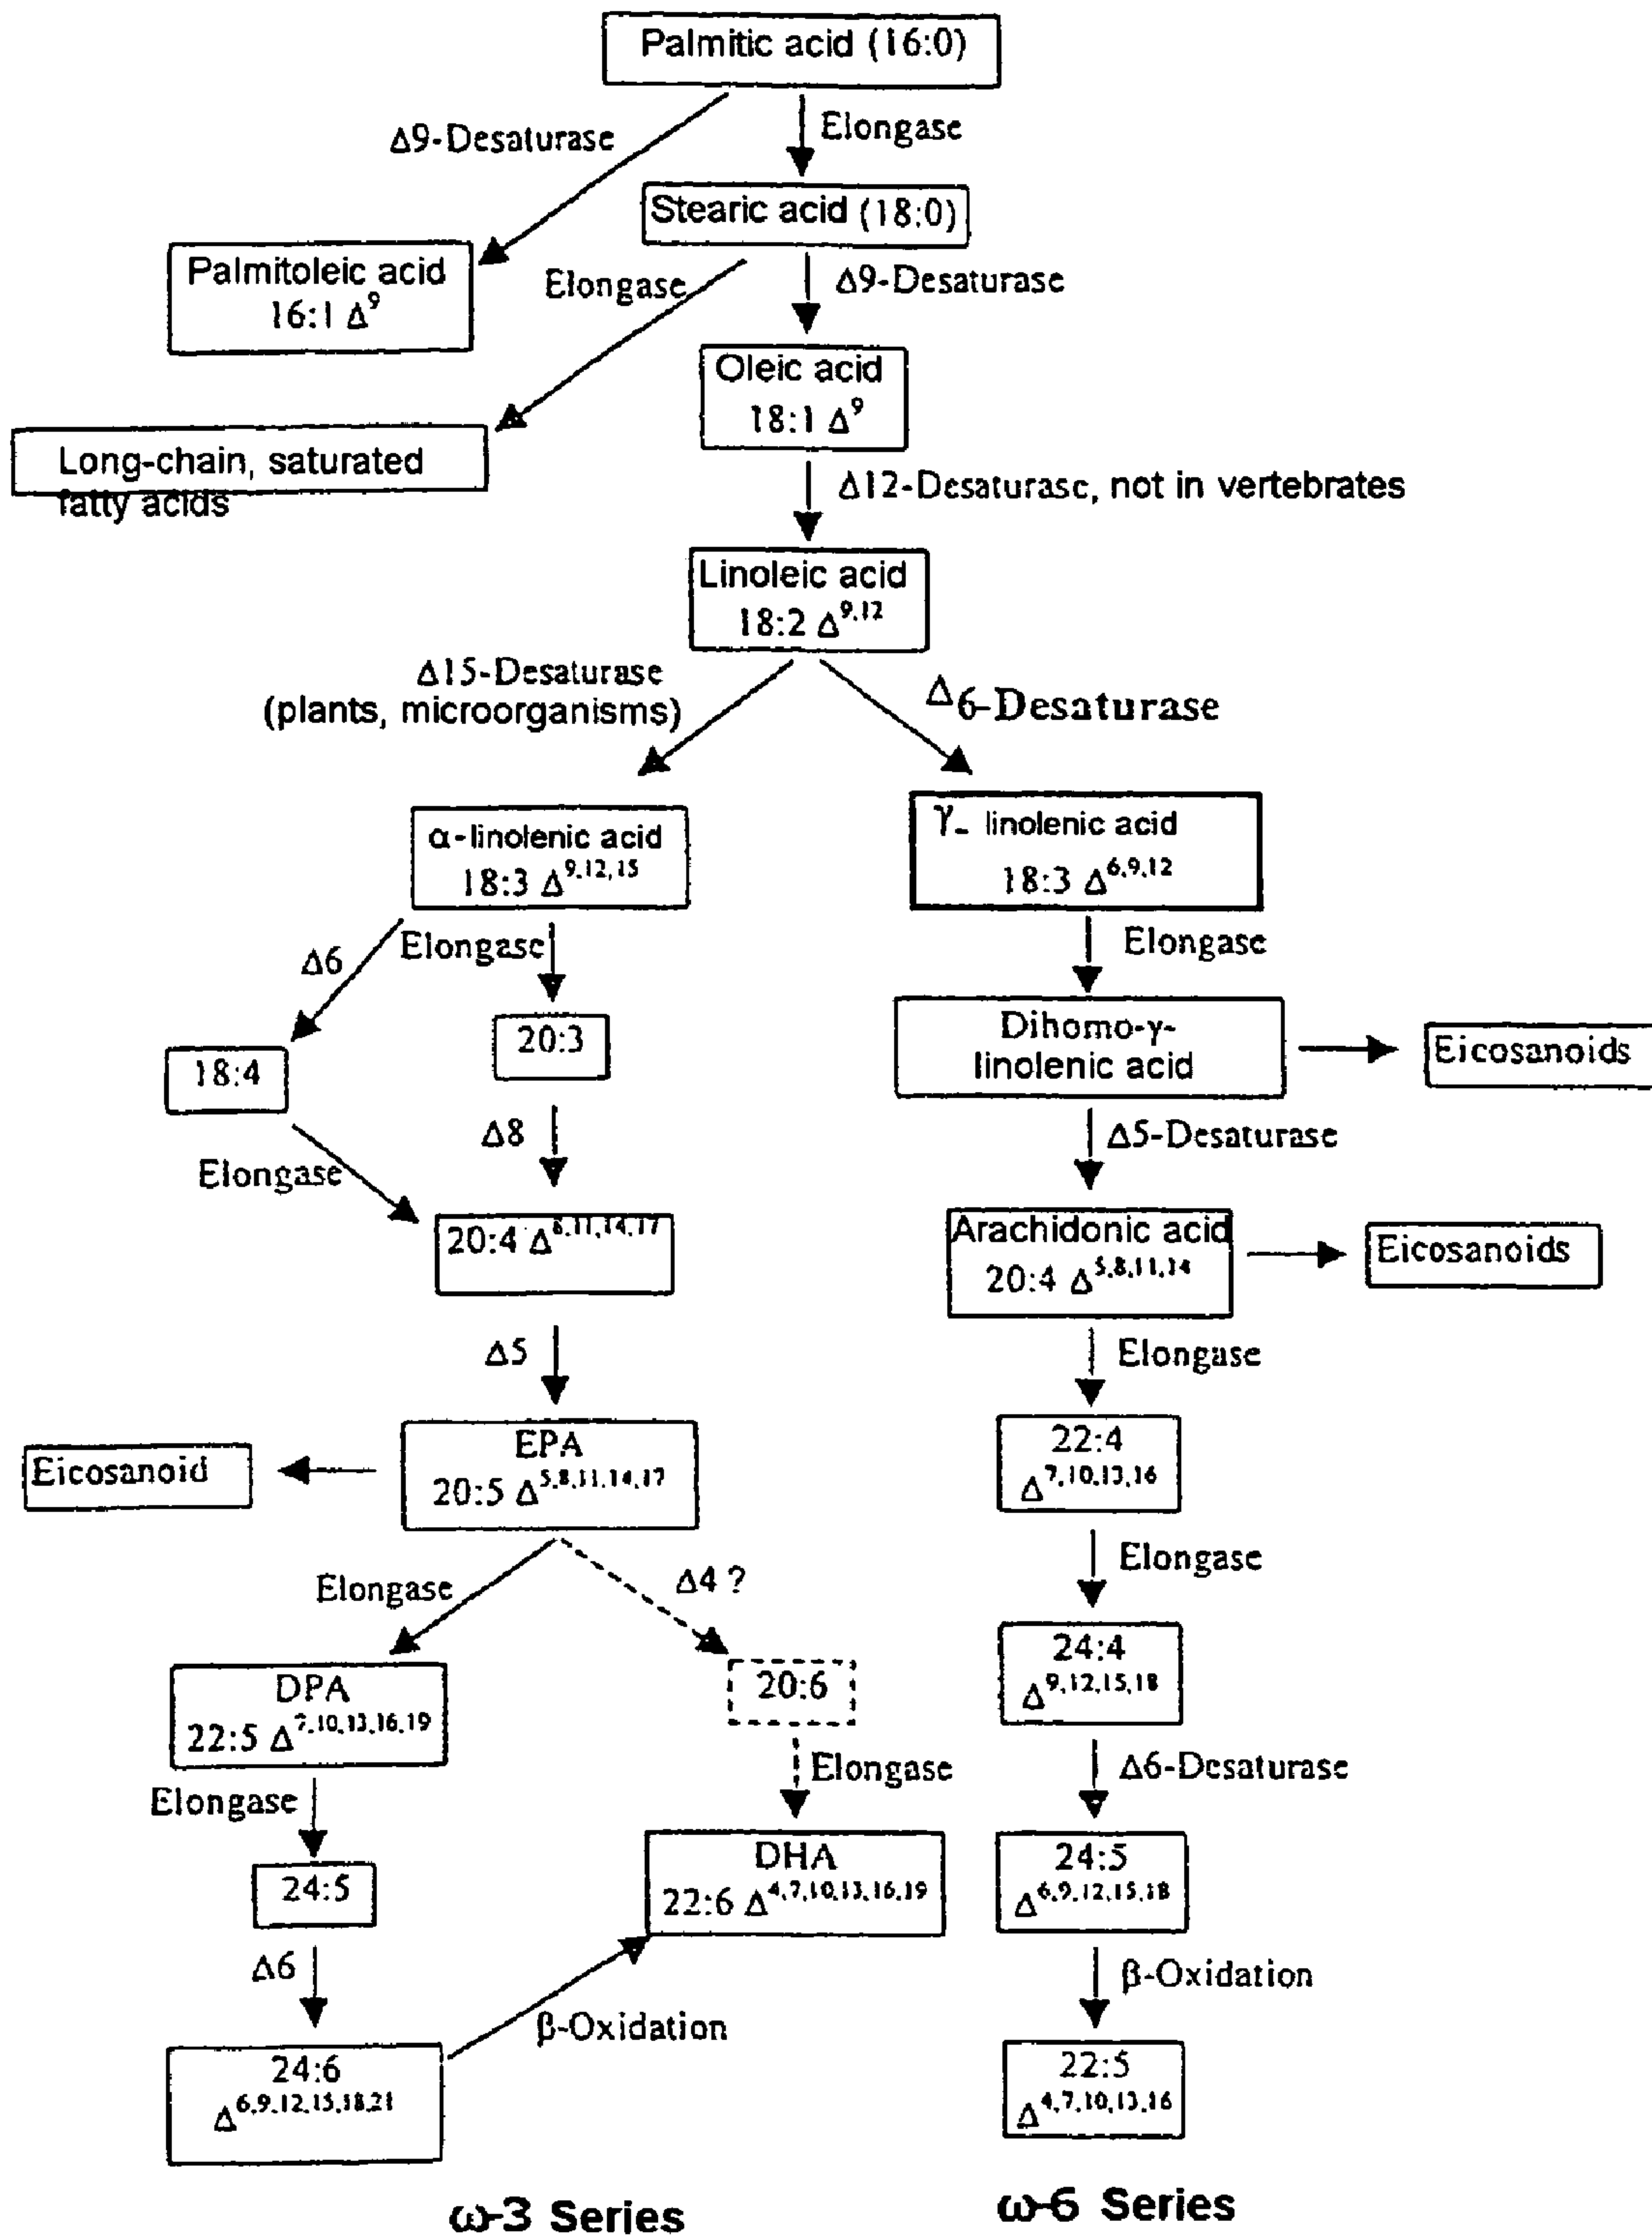 Palmitic acid (16:0)
Δ9-Desaturase
Elongase
Stearic acid (18:0)
Palmitoleic acid
16:1 Δ9
Elongase
Δ9-Desaturase
Oleic acid
18:1 Δ9
Long-chain, saturated
fatty acids
Δ12-Desaturase, not in vertebrates
Linoleic acid
18:2 Δ9,12
Δ15-Desaturase
(plants, microorganisms)
Δ6-Desaturase
α-linolenic acid
18:3 Δ9,12,15
γ- linolenic acid
18:3 Δ6,9,12
Δ6
Elongase
Elongase
18:4
20:3
Dihomo-γ-
linolenic acid
Eicosanoids
Elongase
Δ8
Δ5-Desaturase
20:4 Δ8,11,14,17
Arachidonic acid
20:4 Δ5,8,11,14
Eicosanoids
Δ5
Elongase
Eicosanoid
EPA
20:5 Δ5,8,11,14,17
22:4
Δ7,10,13,16
Elongase
Δ4 ?
Elongase
DPA
22:5 Δ7,10,13,16,19
20:6
24:4
Δ9,12,15,18
Elongase
Elongase
Δ6-Desaturase
24:5
DHA
22:6 Δ4,7,10,13,16,19
24:5
Δ6,9,12,15,18
Δ6
β-Oxidation
β-Oxidation
24:6
Δ6,9,12,15,18,21
22:5
Δ4,7,10,13,16
ω-3 Series
ω-6 Series